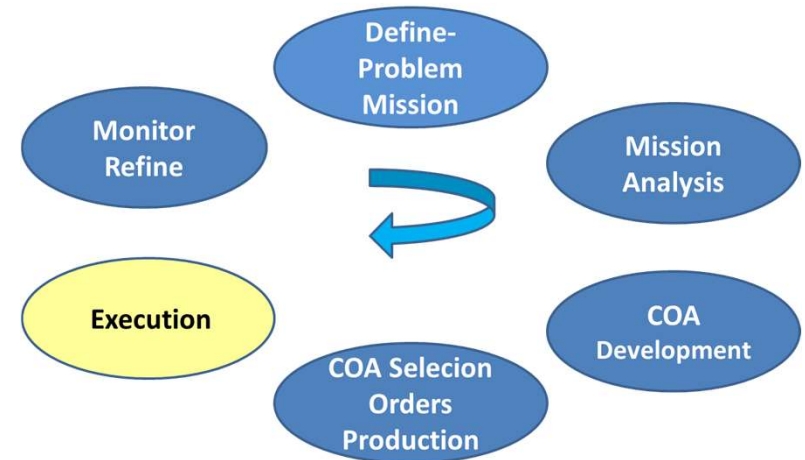 Define-
Problem
Mission
Monitor
Refine
Mission
Analysis
Execution
COA
Development
COA Selecion
Orders
Production